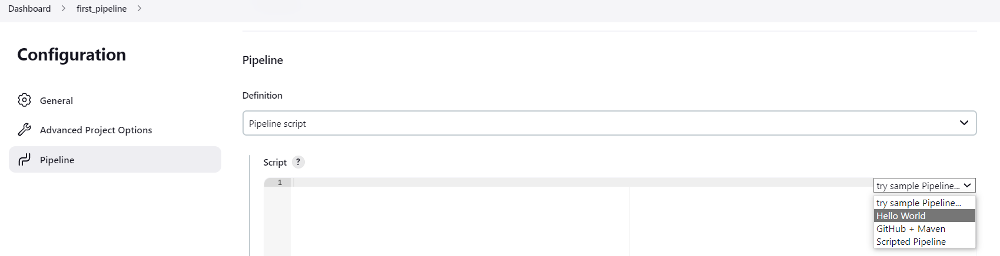 Dashboard > first_pipeline >
Configuration
General
Advanced Project Options
Pipeline
Pipeline
Definition
Pipeline script
Script ?
1
try sample Pipeline...
try sample Pipeline...
Hello World
GitHub + Maven
Scripted Pipeline